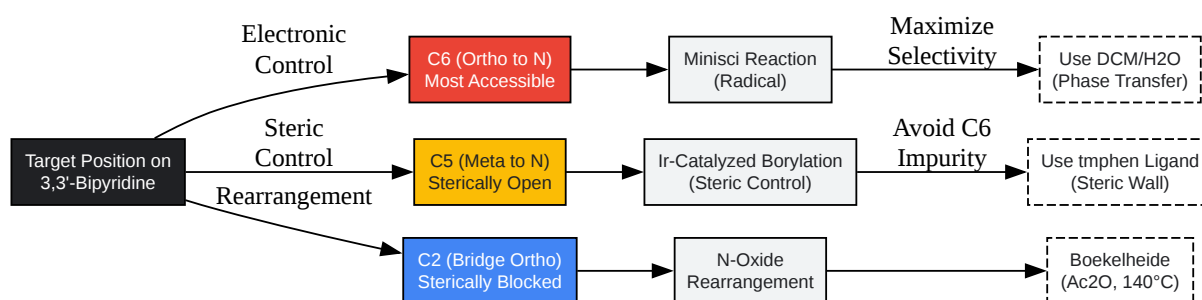 Electronic
Control
C6 (Ortho to N)
Most Accessible
Minisci Reaction
(Radical)
Maximize
Selectivity
Use DCM/H2O
(Phase Transfer)
Target Position on
3,3'-Bipyridine
Steric
Control
C5 (Meta to N)
Sterically Open
Ir-Catalyzed Borylation
(Steric Control)
Avoid C6
Impurity
Use tmphen Ligand
(Steric Wall)
Rearrangement
C2 (Bridge Ortho)
Sterically Blocked
N-Oxide
Rearrangement
Boekelheide
(Ac2O, 140°C)